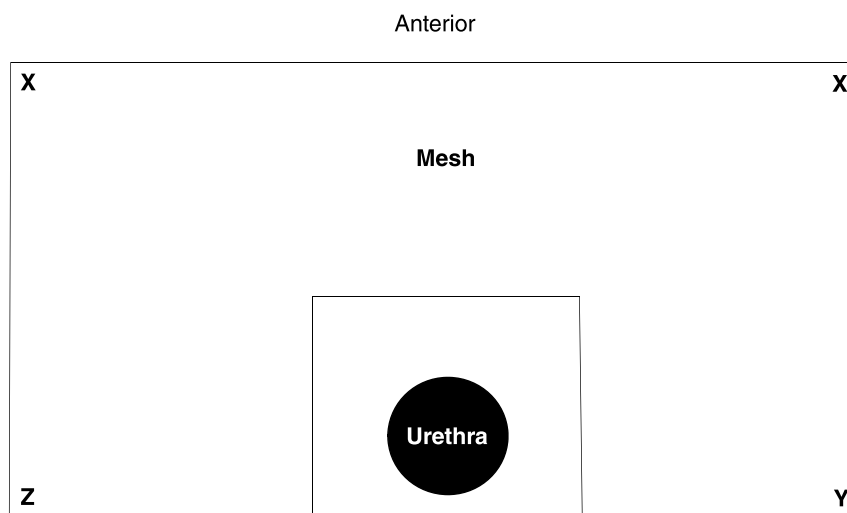 Anterior
X X
Mesh
Urethra
Z Y